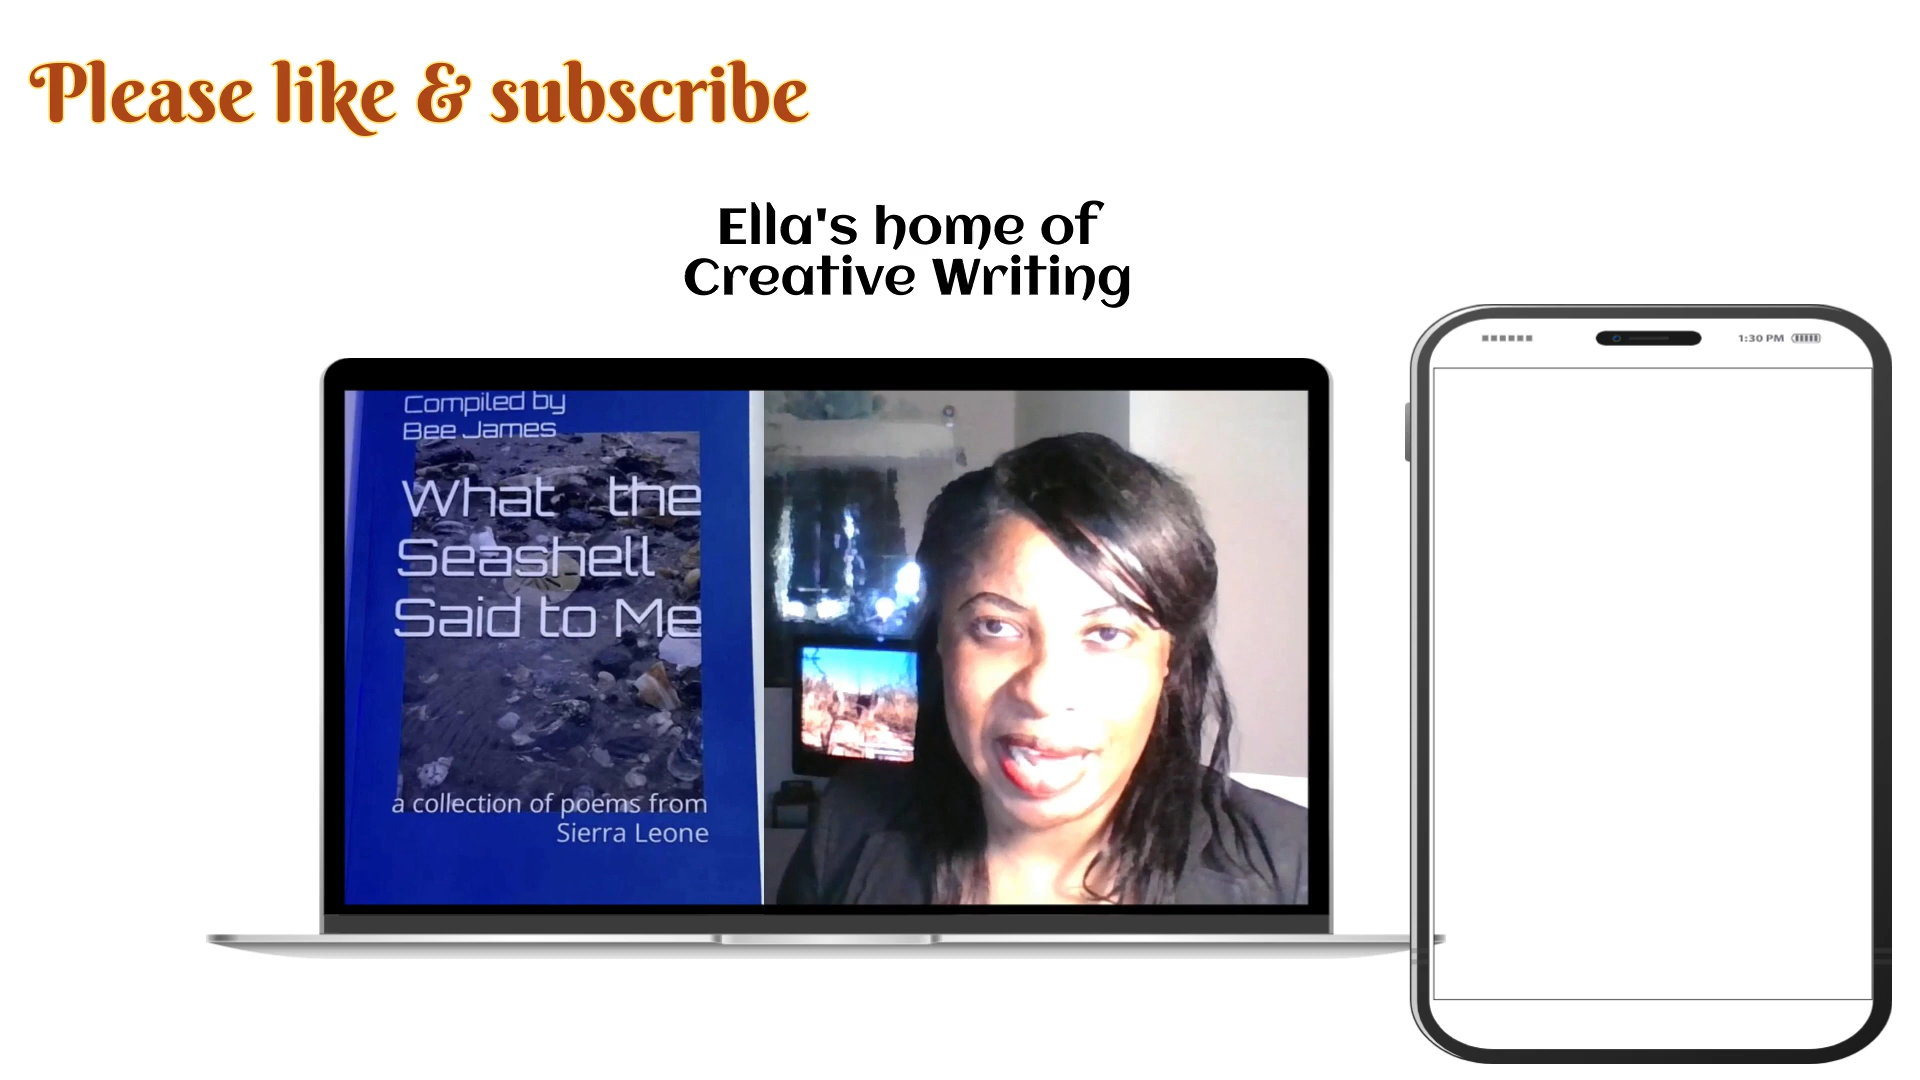 Please like & subscribe
Ella's home of
Creative Writing
1:30 PM
Compiled by
Bee James
What the
Seashell
Said to Me
a collection of poems from
Sierra Leone